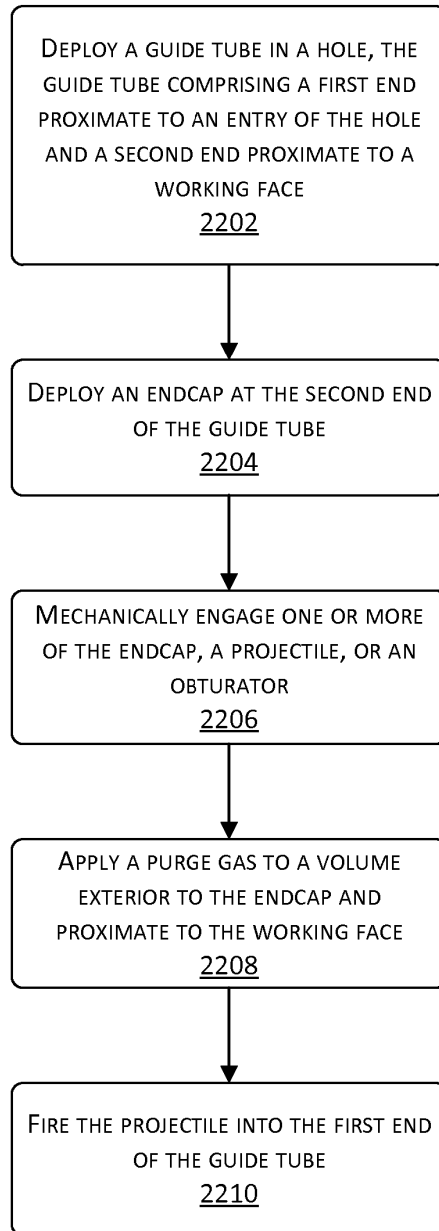 DEPLOY A GUIDE TUBE IN A HOLE, THE
GUIDE TUBE COMPRISING A FIRST END
PROXIMATE TO AN ENTRY OF THE HOLE
AND A SECOND END PROXIMATE TO A
WORKING FACE
2202
DEPLOY AN ENDCAP AT THE SECOND END
OF THE GUIDE TUBE
2204
MECHANICALLY ENGAGE ONE OR MORE
OF THE ENDCAP, A PROJECTILE, OR AN
OBTURATOR
2206
APPLY A PURGE GAS TO A VOLUME
EXTERIOR TO THE ENDCAP AND
PROXIMATE TO THE WORKING FACE
2208
FIRE THE PROJECTILE INTO THE FIRST END
OF THE GUIDE TUBE
2210